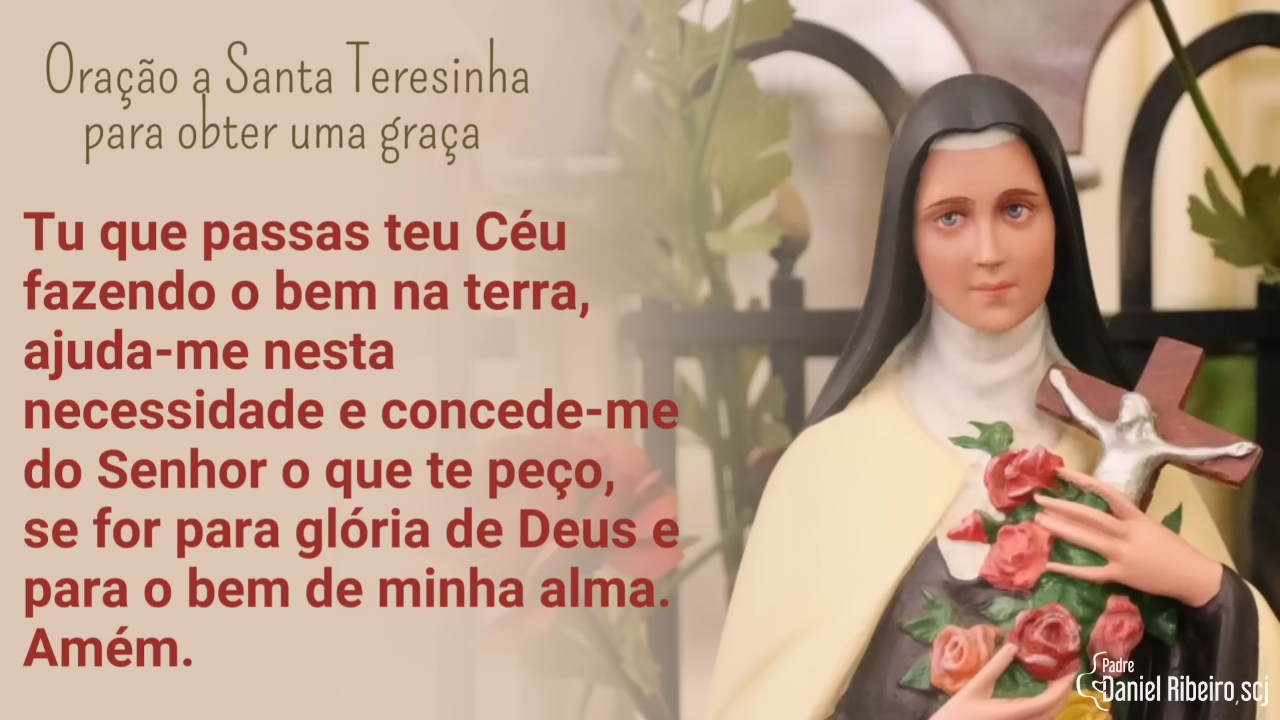 Oração a Santa Teresinha
para obter uma graça
Tu que passas teu Céu
fazendo o bem na terra,
ajuda-me nesta
necessidade e concede-me
do Senhor o que te peço,
se for para glória de Deus e
para o bem de minha alma.
Amém.
Padre
Daniel Ribeiro, scj